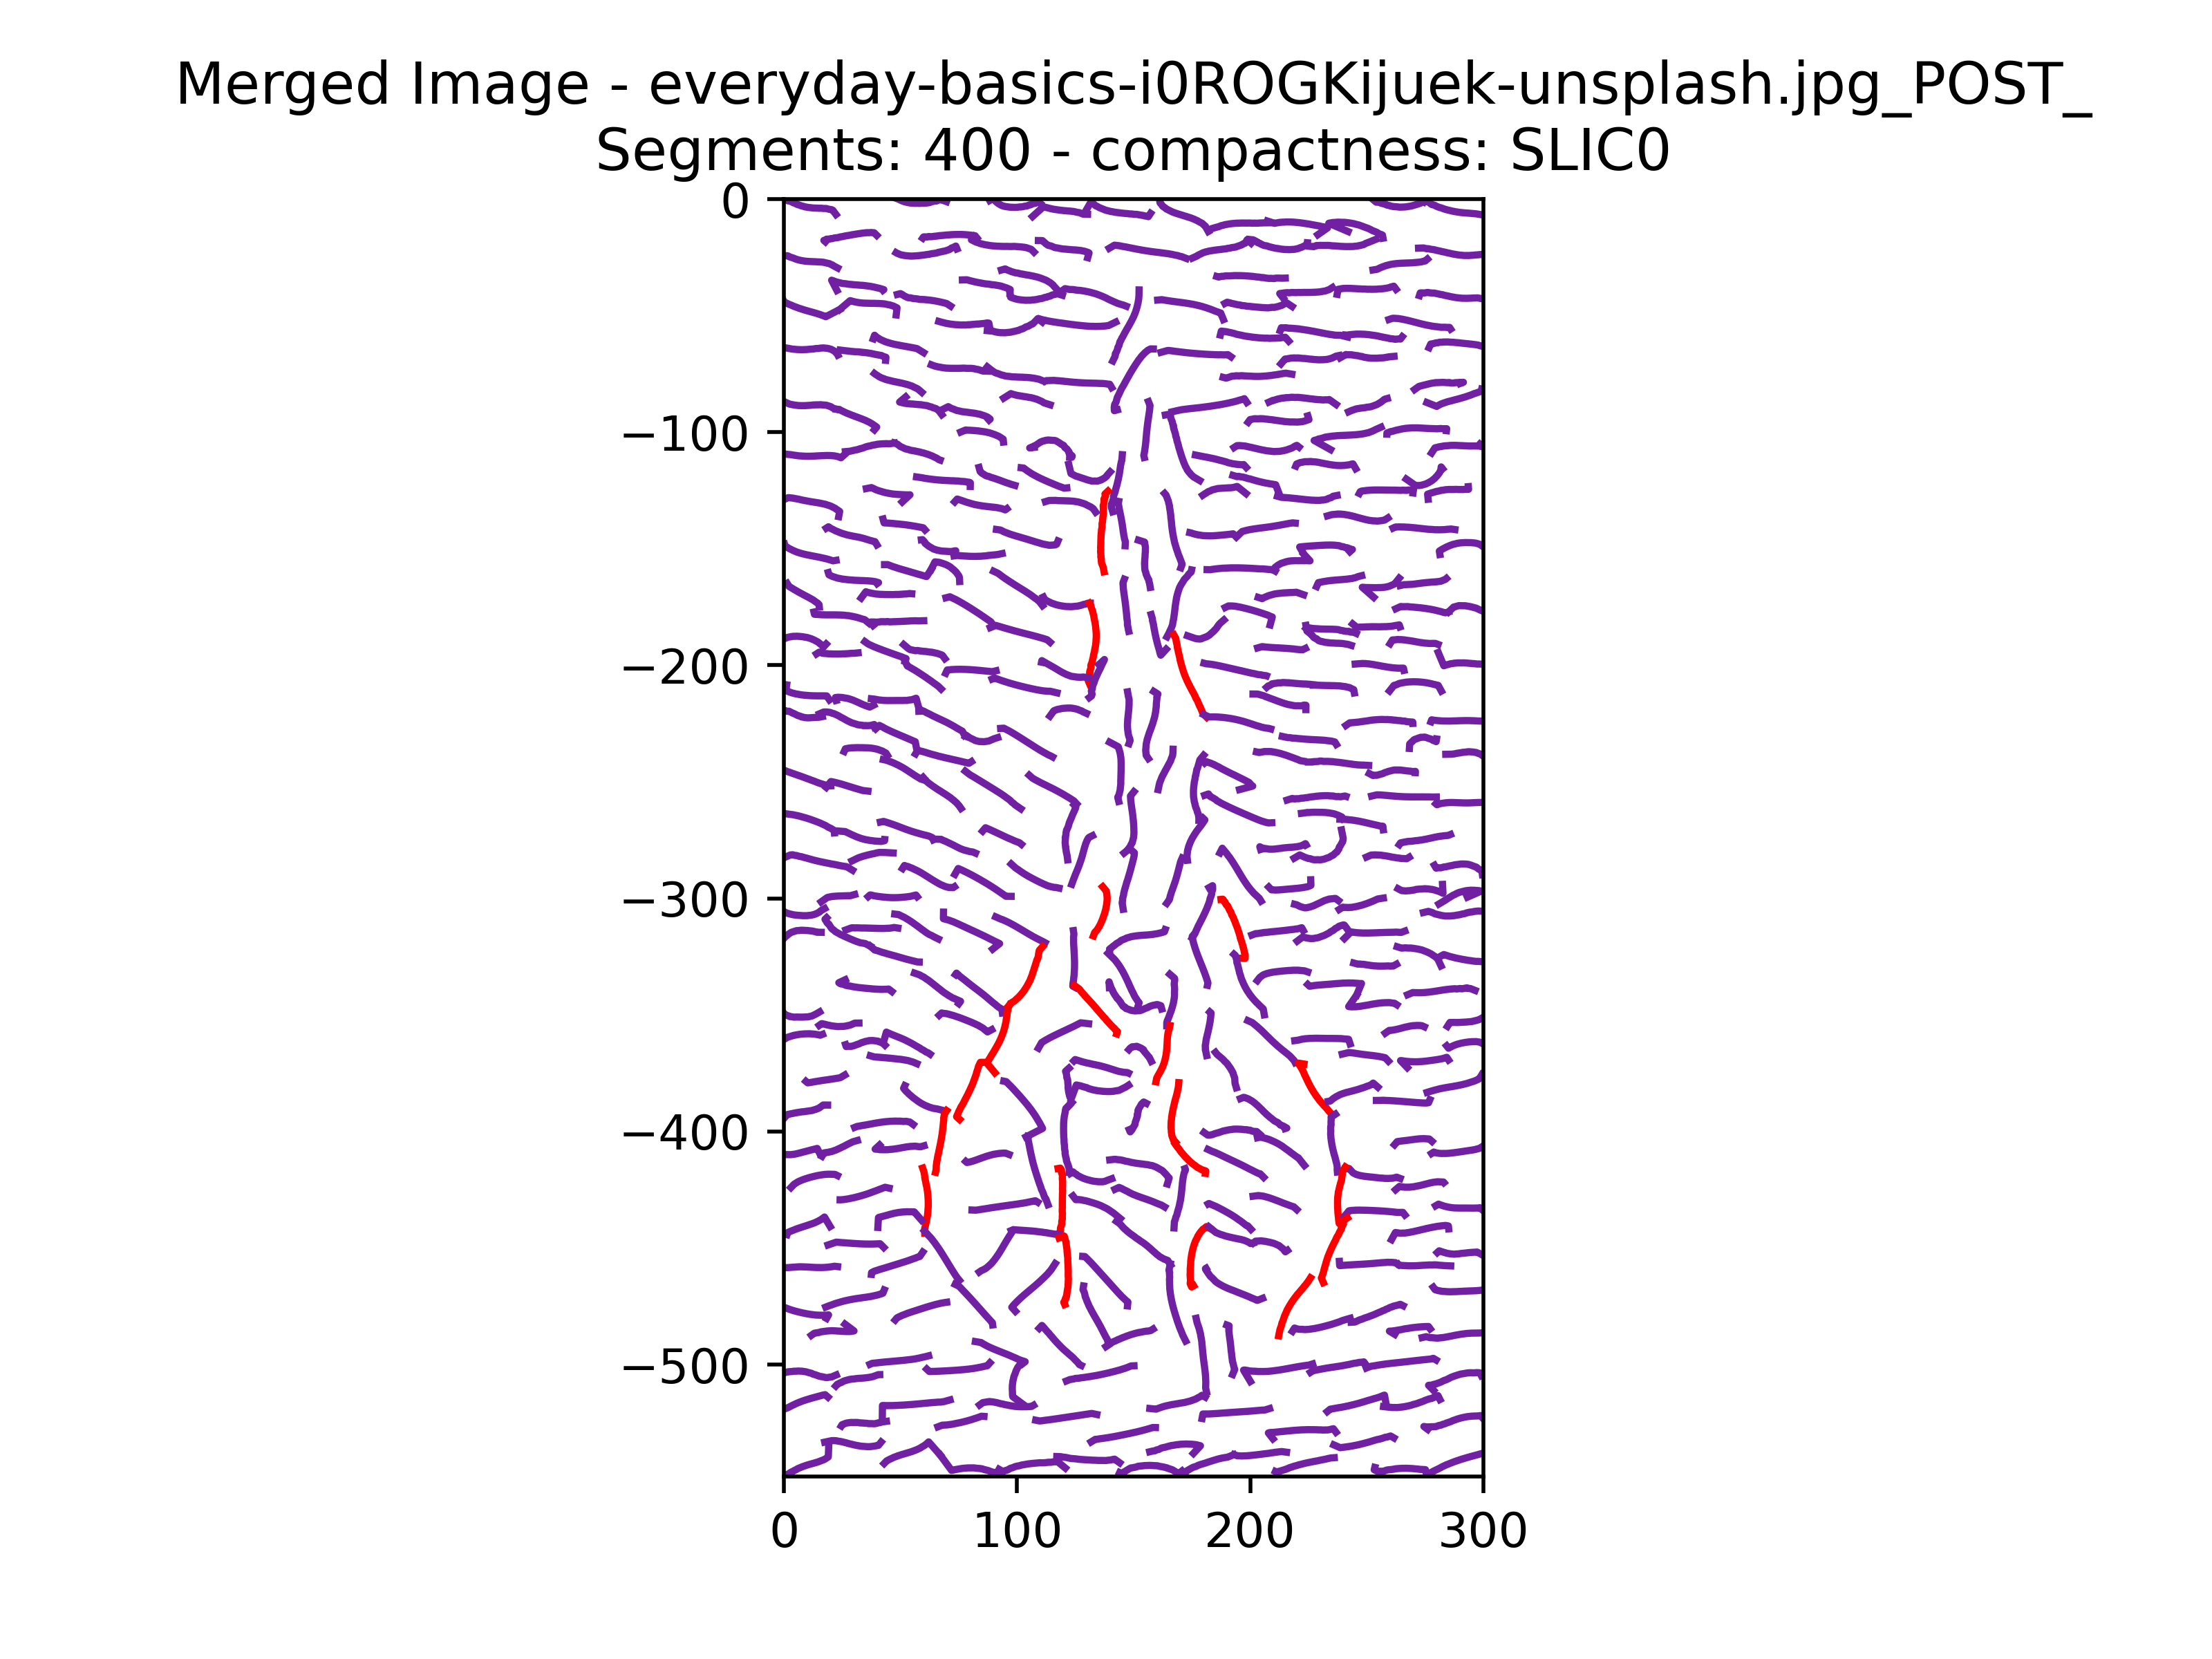 Merged Image - everyday-basics-i0ROGKijuek-unsplash.jpg_POST_
Segments: 400 - compactness: SLIC0
0
−100
−200
−300
−400
−500
0 100 200 300